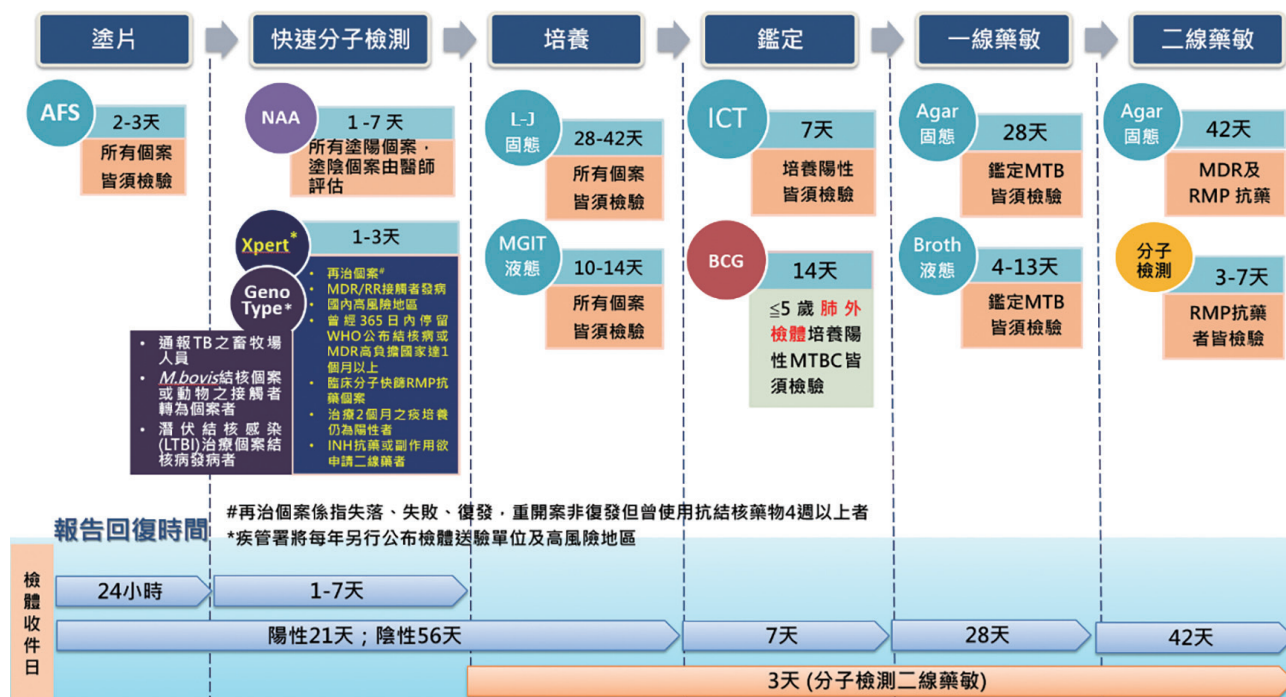 塗片
快速分子檢測
培養
鑑定
一線藥敏
二線藥敏
AFS
2-3天
所有個案
皆須檢驗
NAA
1 -7 天
所有塗陽個案，
塗陰個案由醫師
評估
Xpert*
Geno
Type*
1-3天
• 再治個案#
• MDR/RR接觸者發病
• 國內高風險地區
• 曾經365日內停留
WHO公布結核病或
MDR高負擔國家達1
個月以上
• 臨床分子快篩RMP抗
藥個案
• 治療2個月之痰培養
仍為陽性者
• INH抗藥或副作用欲
申請二線藥者
• 通報TB之畜牧場
人員
• M.bovis結核個案
或動物之接觸者
轉為個案者
• 潛伏結核感染
(LTBI)治療個案結
核病發病者
L-J
固態
28-42天
所有個案
皆須檢驗
MGIT
液態
10-14天
所有個案
皆須檢驗
ICT
7天
培養陽性
皆須檢驗
BCG
14天
≦5歲肺外
檢體培養陽
性MTBC皆
須檢驗
Agar
固態
28天
鑑定MTB
皆須檢驗
Broth
液態
4-13天
鑑定MTB
皆須檢驗
Agar
固態
42天
MDR及
RMP 抗藥
分子
檢測
3-7天
RMP抗藥
者皆檢驗
#再治個案係指失落、失敗、復發，重開案非復發但曾使用抗結核藥物4週以上者
報告回復時間
*疾管署將每年另行公布檢體送驗單位及高風險地區
檢體收件日
24小時
1-7天
陽性21天；陰性56天
7天
28天
42天
3天 (分子檢測二線藥敏)